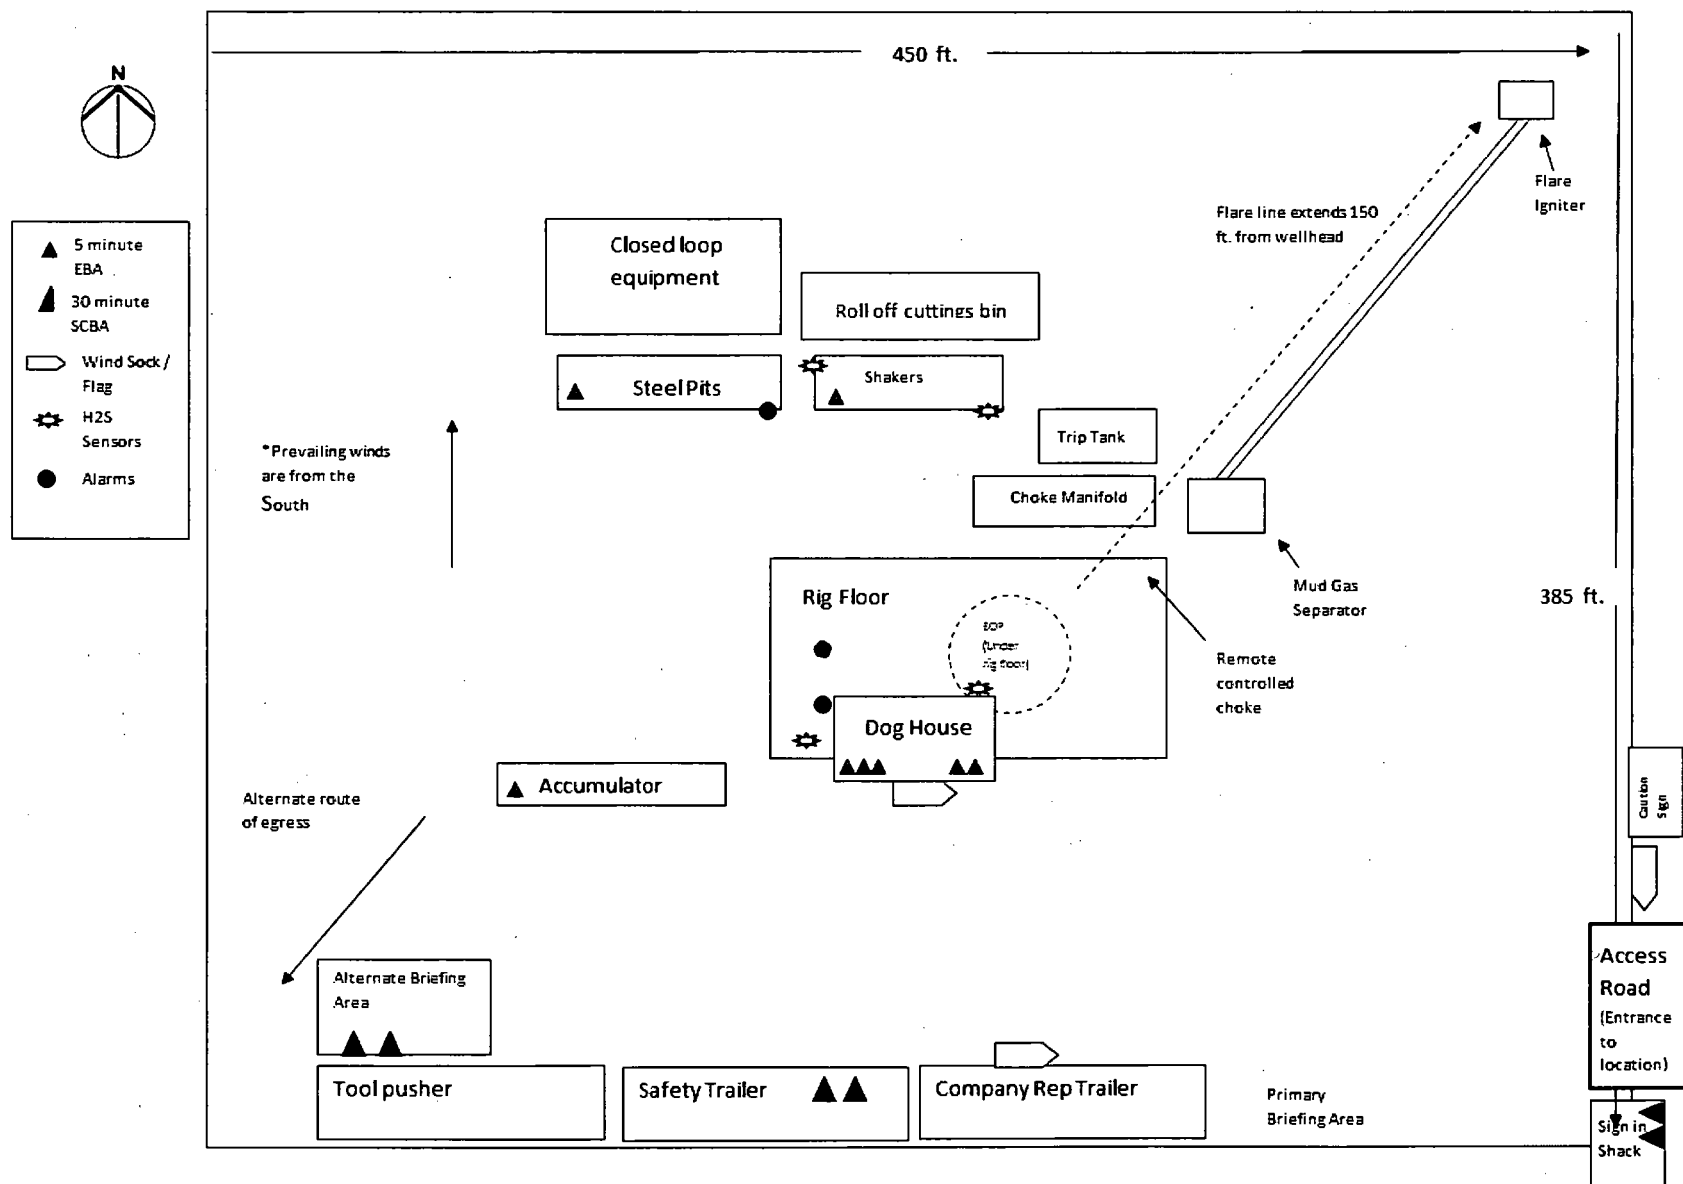 450 ft.
N
Flare
Igniter
Flare line extends 150
ft. from wellhead
5 minute
EBA
30 minute
SCBA
Wind Sock /
Flag
H2S
Sensors
Alarms
Closed loop
equipment
Roll off cuttings bin
Steel Pits
Shakers
Trip Tank
Choke Manifold
*Prevailing winds
are from the
South
Mud Gas
Separator
385 ft.
Rig Floor
BOP
(Under
rig floor)
Remote
controlled
choke
Dog House
Accumulator
Alternate route
of egress
Caution
Sign
Access
Road
(Entrance
to
location)
Alternate Briefing
Area
Tool pusher
Safety Trailer
Company Rep Trailer
Primary
Briefing Area
Sign in
Shack